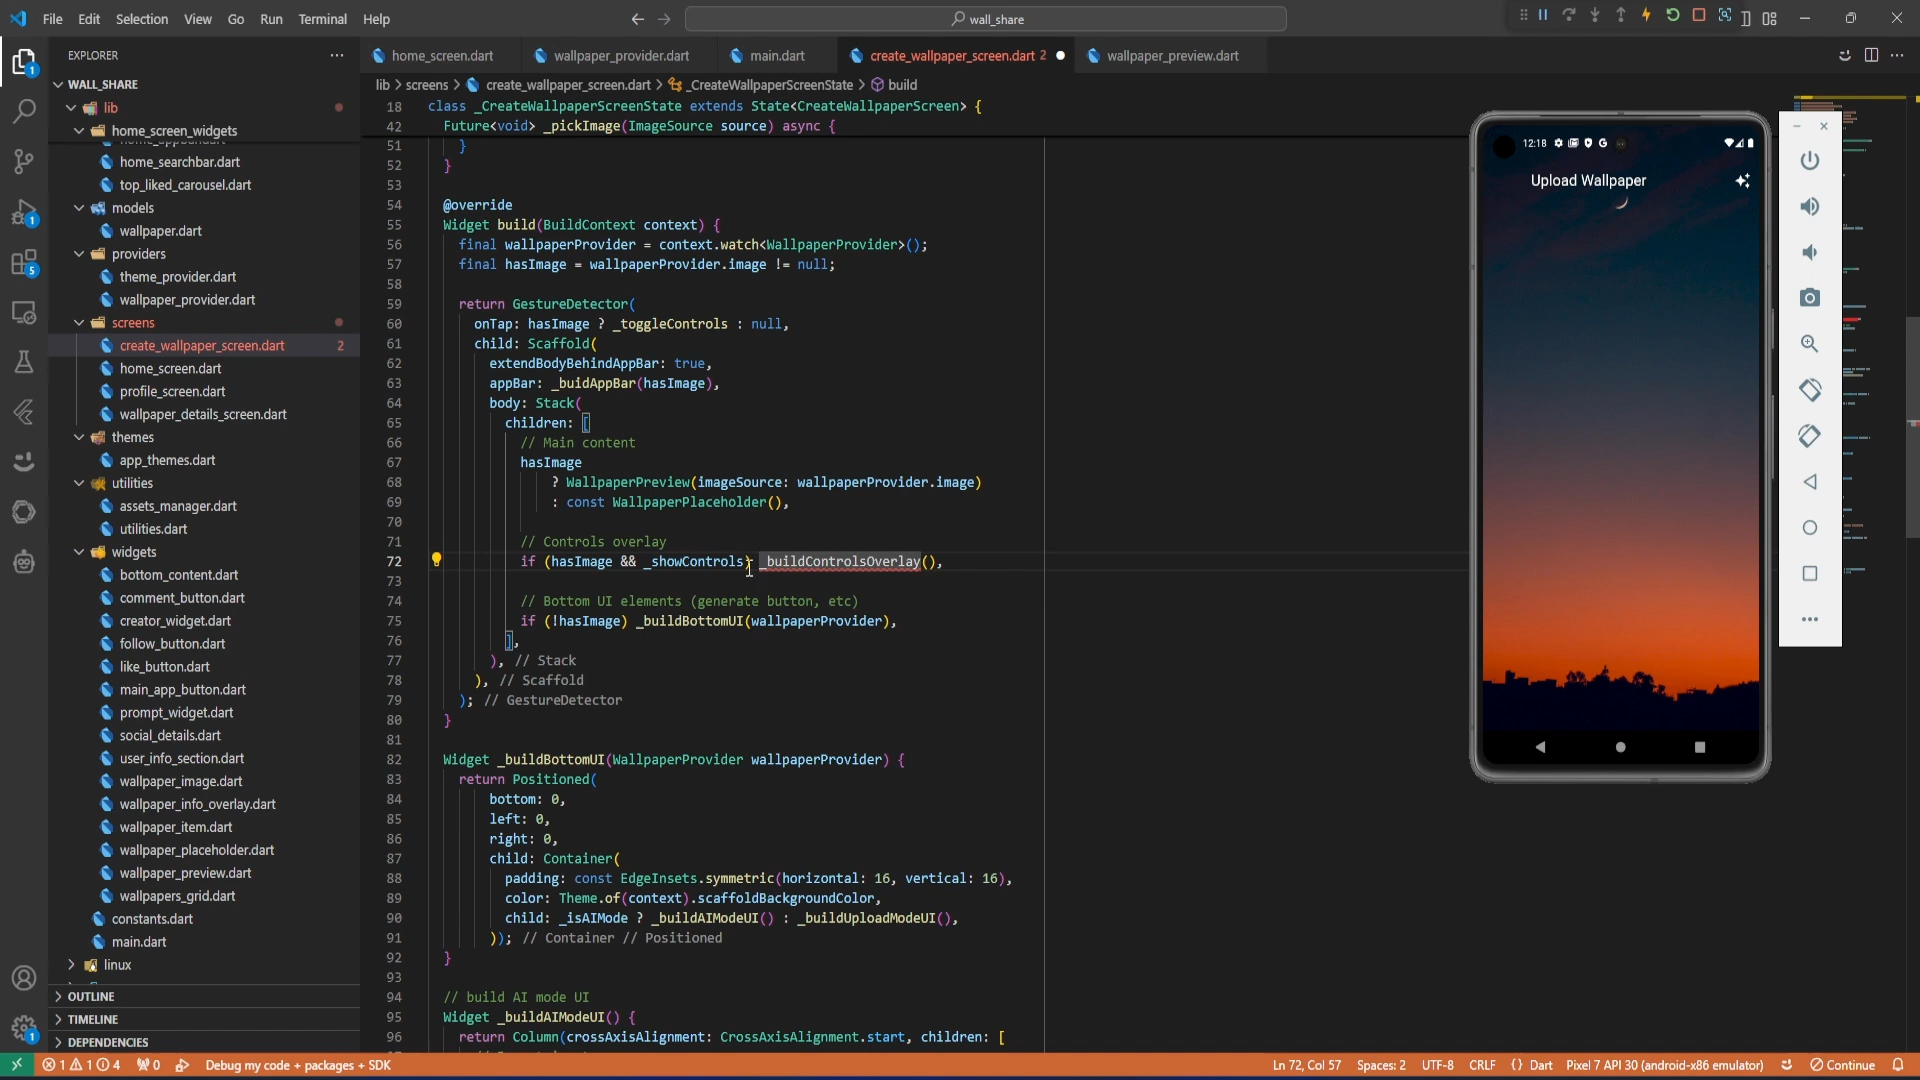 File Edit Selection View Go Run Terminal Help
wall_share
EXPLORER
home_screen.dart
wallpaper_provider.dart
main.dart
create_wallpaper_screen.dart 2
wallpaper_preview.dart
lib > screens > create_wallpaper_screen.dart > _CreateWallpaperScreenState > build
WALL_SHARE
lib
home_screen_widgets
home_searchbar.dart
top_liked_carousel.dart
models
wallpaper.dart
providers
theme_provider.dart
wallpaper_provider.dart
screens
create_wallpaper_screen.dart 2
home_screen.dart
profile_screen.dart
wallpaper_details_screen.dart
themes
app_themes.dart
utilities
assets_manager.dart
utilities.dart
widgets
bottom_content.dart
comment_button.dart
creator_widget.dart
follow_button.dart
like_button.dart
main_app_button.dart
prompt_widget.dart
social_details.dart
user_info_section.dart
wallpaper_image.dart
wallpaper_info_overlay.dart
wallpaper_item.dart
wallpaper_placeholder.dart
wallpaper_preview.dart
wallpapers_grid.dart
constants.dart
main.dart
linux
OUTLINE
TIMELINE
DEPENDENCIES
1
1
5
1
18 class _CreateWallpaperScreenState extends State<CreateWallpaperScreen> {
42 Future<void> _pickImage(ImageSource source) async {
51 }
52 }
53
54 @override
55 Widget build(BuildContext context) {
56 final wallpaperProvider = context.watch<WallpaperProvider>();
57 final hasImage = wallpaperProvider.image != null;
58
59 return GestureDetector(
60 onTap: hasImage ? _toggleControls : null,
61 child: Scaffold(
62 extendBodyBehindAppBar: true,
63 appBar: _buidAppBar(hasImage),
64 body: Stack(
65 children: [
66 // Main content
67 hasImage
68 ? WallpaperPreview(imageSource: wallpaperProvider.image)
69 : const WallpaperPlaceholder(),
70
71 // Controls overlay
72 if (hasImage && _showControls) _buildControlsOverlay(),
73
74 // Bottom UI elements (generate button, etc)
75 if (!hasImage) _buildBottomUI(wallpaperProvider),
76 ],
77 ), // Stack
78 ), // Scaffold
79 ); // GestureDetector
80 }
81
82 Widget _buildBottomUI(WallpaperProvider wallpaperProvider) {
83 return Positioned(
84 bottom: 0,
85 left: 0,
86 right: 0,
87 child: Container(
88 padding: const EdgeInsets.symmetric(horizontal: 16, vertical: 16),
89 color: Theme.of(context).scaffoldBackgroundColor,
90 child: _isAIMode ? _buildAIModeUI() : _buildUploadModeUI(),
91 )); // Container // Positioned
92 }
93
94 // build AI mode UI
95 Widget _buildAIModeUI() {
96 return Column(crossAxisAlignment: CrossAxisAlignment.start, children: [
12:18 G
Upload Wallpaper
1 1 4 0 Debug my code + packages + SDK
Ln 72, Col 57 Spaces: 2 UTF-8 CRLF {} Dart Pixel 7 API 30 (android-x86 emulator) Continue